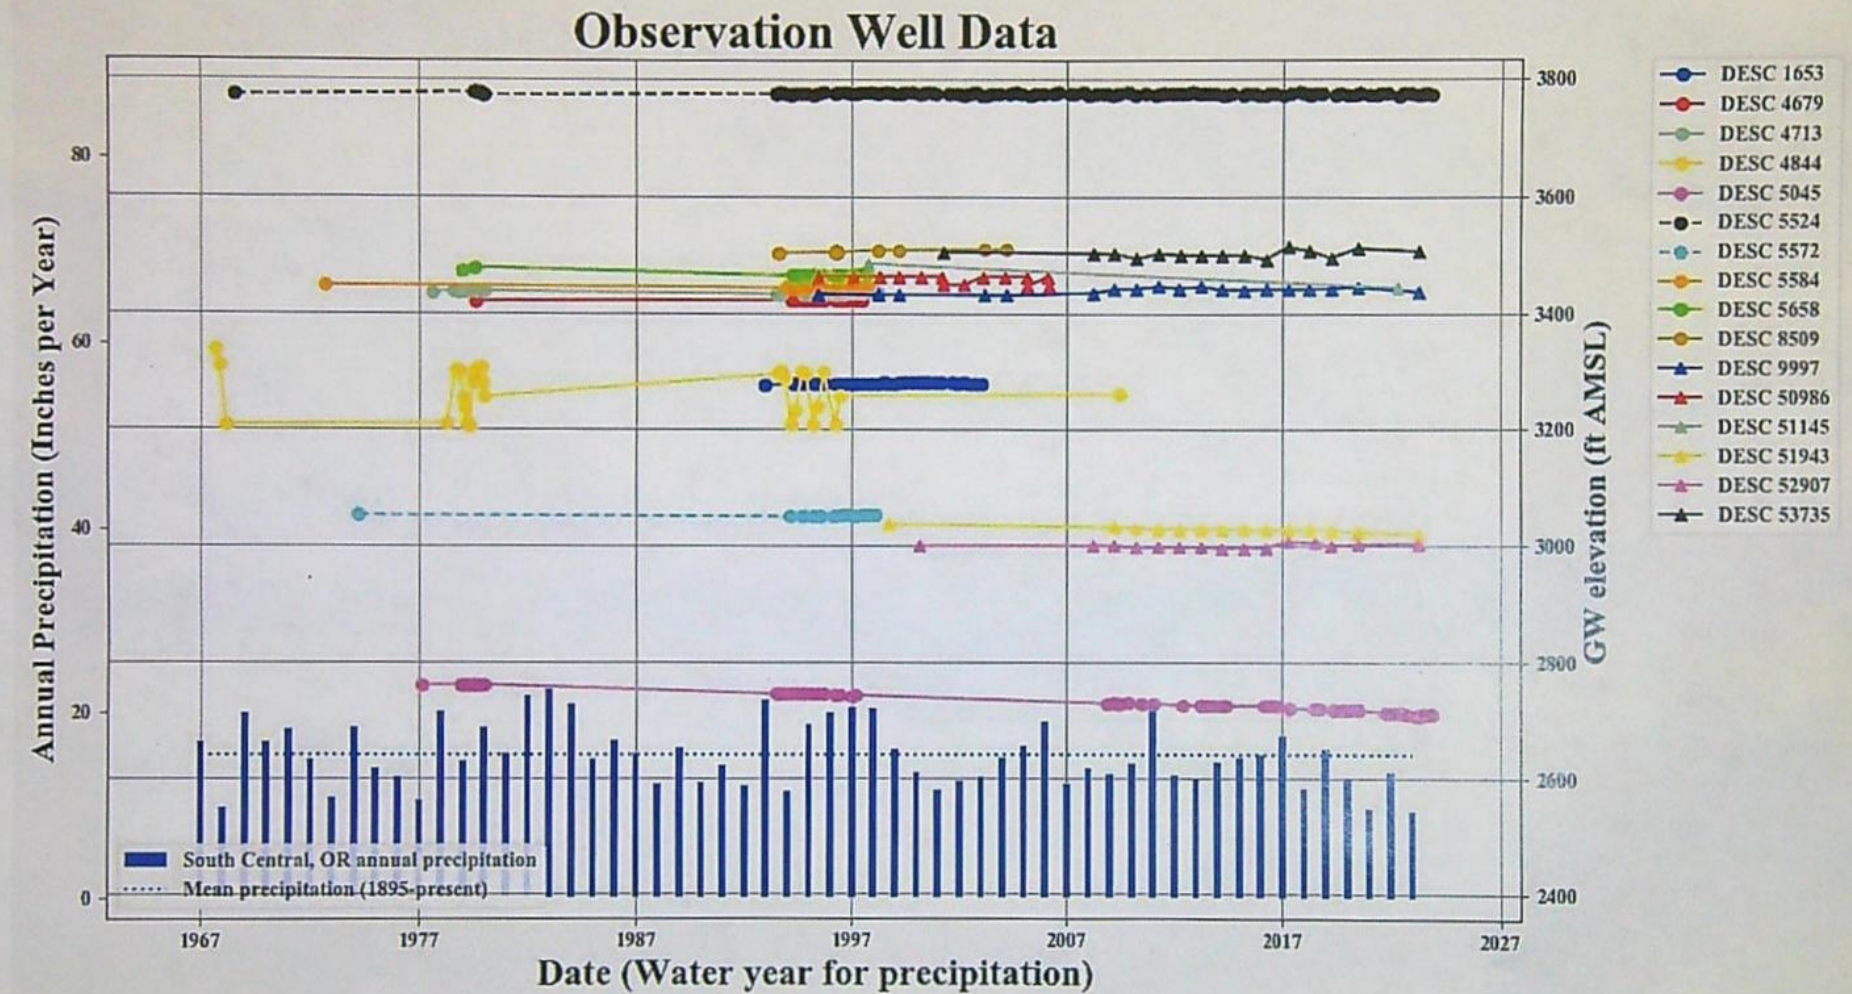 Observation Well Data
Annual Precipitation (Inches per Year)
80
60
40
20
0
3800
3600
3400
3200
3000
2800
2600
2400
GW elevation (ft AMSL)
South Central, OR annual precipitation
Mean precipitation (1895-present)
1967
1977
1987
1997
2007
2017
2027
Date (Water year for precipitation)
DESC 1653
DESC 4679
DESC 4713
DESC 4844
DESC 5045
DESC 5524
DESC 5572
DESC 5584
DESC 5658
DESC 8509
DESC 9997
DESC 50986
DESC 51145
DESC 51943
DESC 52907
DESC 53735